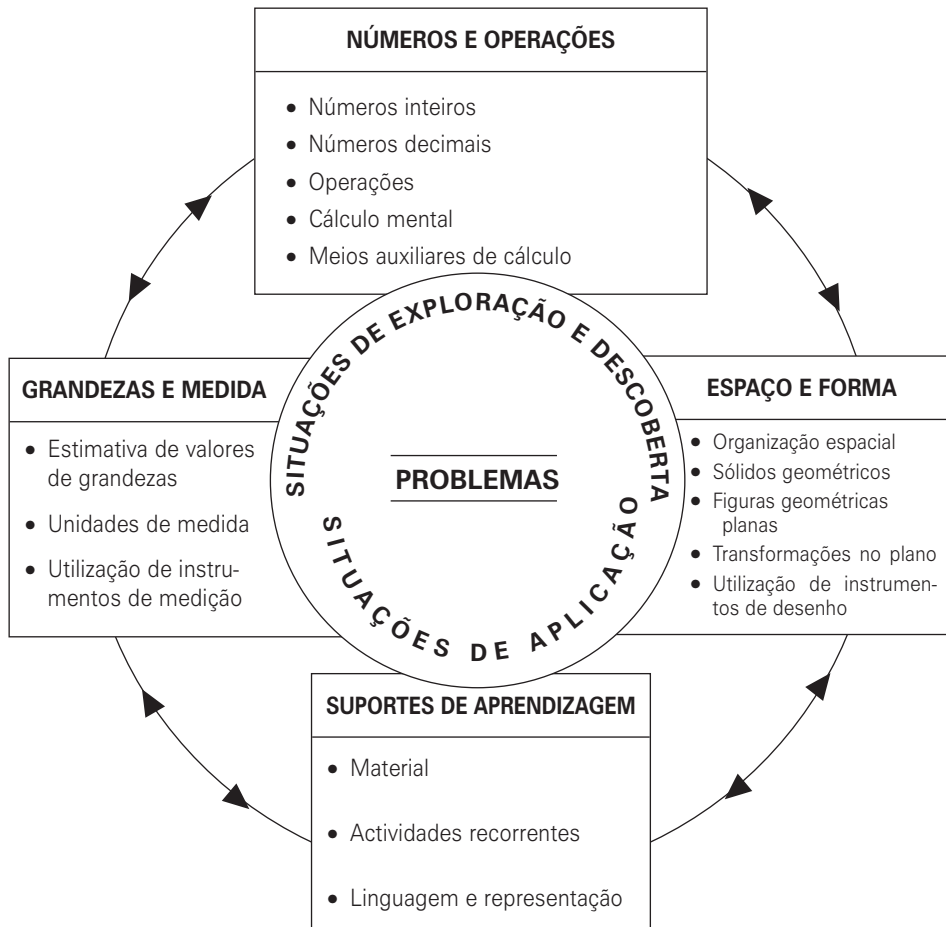 NÚMEROS E OPERAÇÕES
• Números inteiros
• Números decimais
• Operações
• Cálculo mental
• Meios auxiliares de cálculo
SITUAÇÕES DE EXPLORAÇÃO E DESCOBERTA
PROBLEMAS
SITUAÇÕES DE APLICAÇÃO
GRANDEZAS E MEDIDA
• Estimativa de valores
de grandezas
• Unidades de medida
• Utilização de instru-
mentos de medição
ESPAÇO E FORMA
• Organização espacial
• Sólidos geométricos
• Figuras geométricas
planas
• Transformações no plano
• Utilização de instrumen-
tos de desenho
SUPORTES DE APRENDIZAGEM
• Material
• Actividades recorrentes
• Linguagem e representação